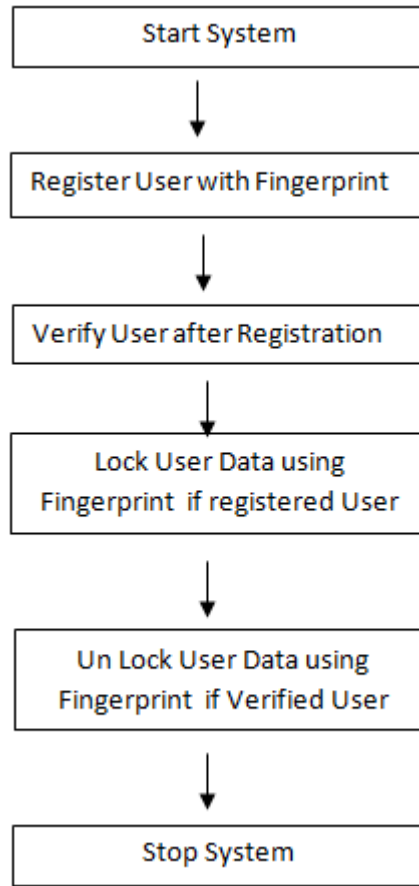 Start System
Register User with Fingerprint
Verify User after Registration
Lock User Data using
Fingerprint if registered User
Un Lock User Data using
Fingerprint if Verified User
Stop System